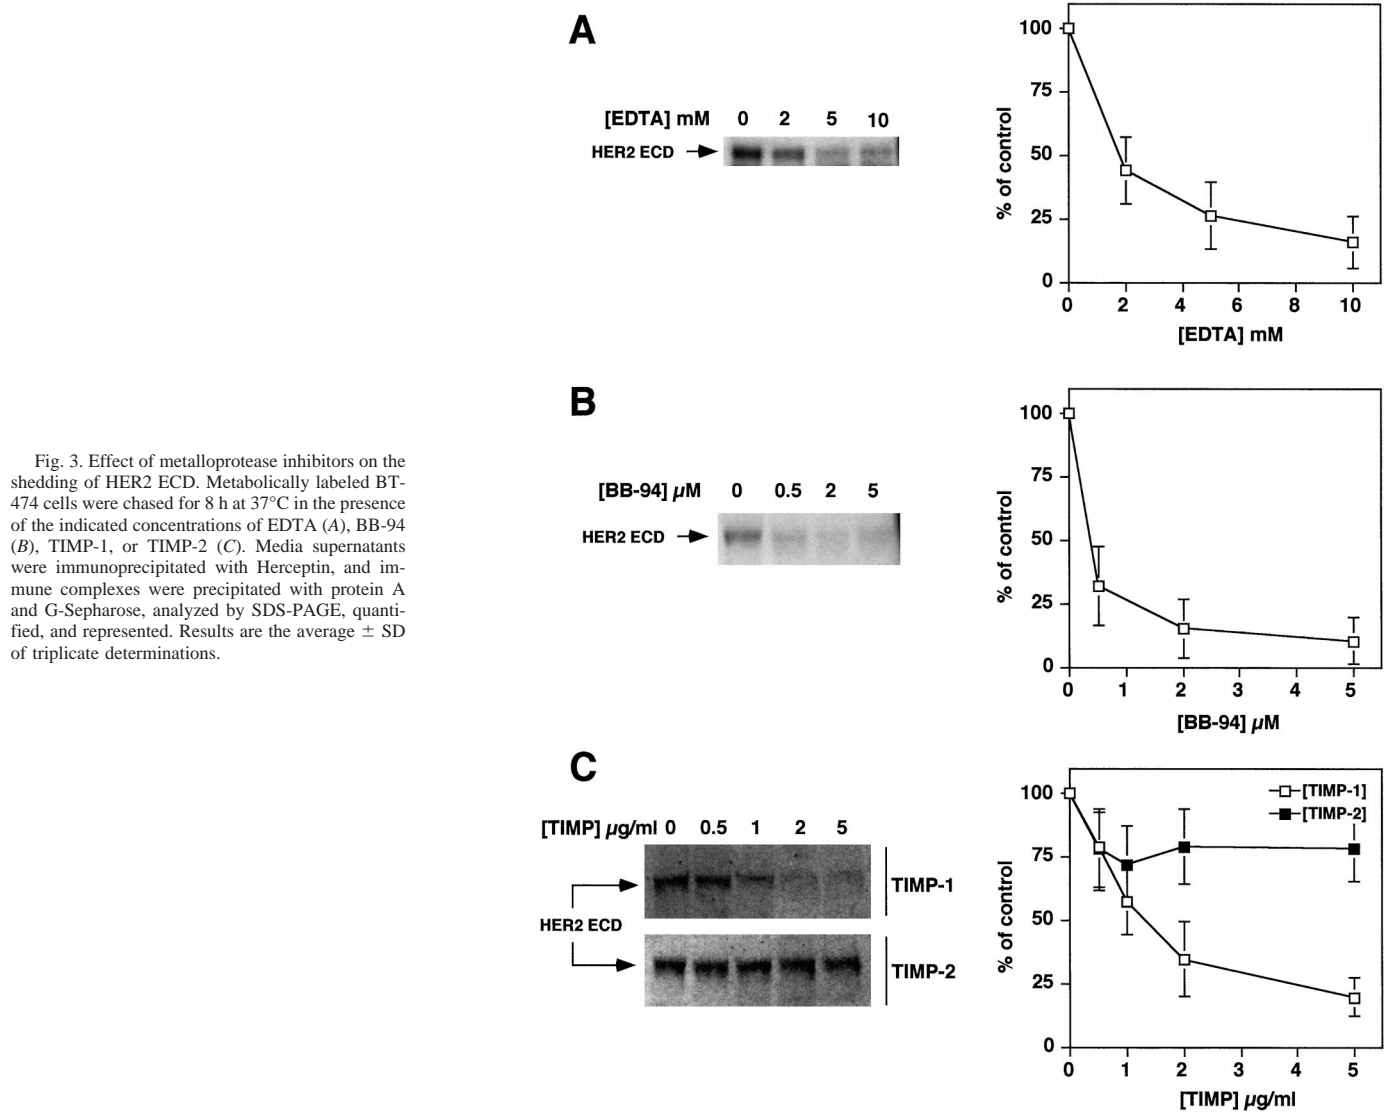 A
[EDTA] mM 0 2 5 10
HER2 ECD
100
75
50
25
0
% of control
0 2 4 6 8 10
[EDTA] mM
B
[BB-94] µM 0 0.5 2 5
HER2 ECD
100
75
50
25
0
% of control
0 1 2 3 4 5
[BB-94] µM
Fig. 3. Effect of metalloprotease inhibitors on the
shedding of HER2 ECD. Metabolically labeled BT-
474 cells were chased for 8 h at 37°C in the presence
of the indicated concentrations of EDTA (A), BB-94
(B), TIMP-1, or TIMP-2 (C). Media supernatants
were immunoprecipitated with Herceptin, and im-
mune complexes were precipitated with protein A
and G-Sepharose, analyzed by SDS-PAGE, quanti-
fied, and represented. Results are the average ± SD
of triplicate determinations.
C
[TIMP] µg/ml 0 0.5 1 2 5
TIMP-1
HER2 ECD
TIMP-2
[TIMP-1]
[TIMP-2]
100
75
50
25
0
% of control
0 1 2 3 4 5
[TIMP] µg/ml